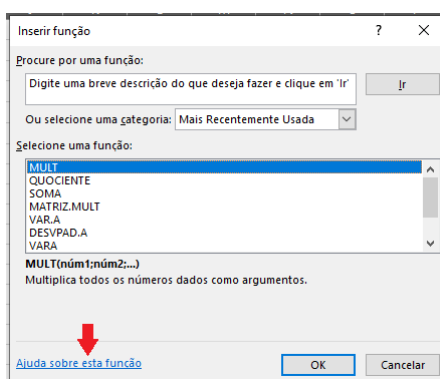 Inserir função
? X
Procure por uma função:
Digite uma breve descrição do que deseja fazer e clique em 'Ir'
Ir
Ou selecione uma categoria: Mais Recentemente Usada
Selecione uma função:
MULT
QUOCIENTE
SOMA
MATRIZ.MULT
VAR.A
DESVPAD.A
VARA
MULT(núm1;núm2;...)
Multiplica todos os números dados como argumentos.
Ajuda sobre esta função
OK
Cancelar